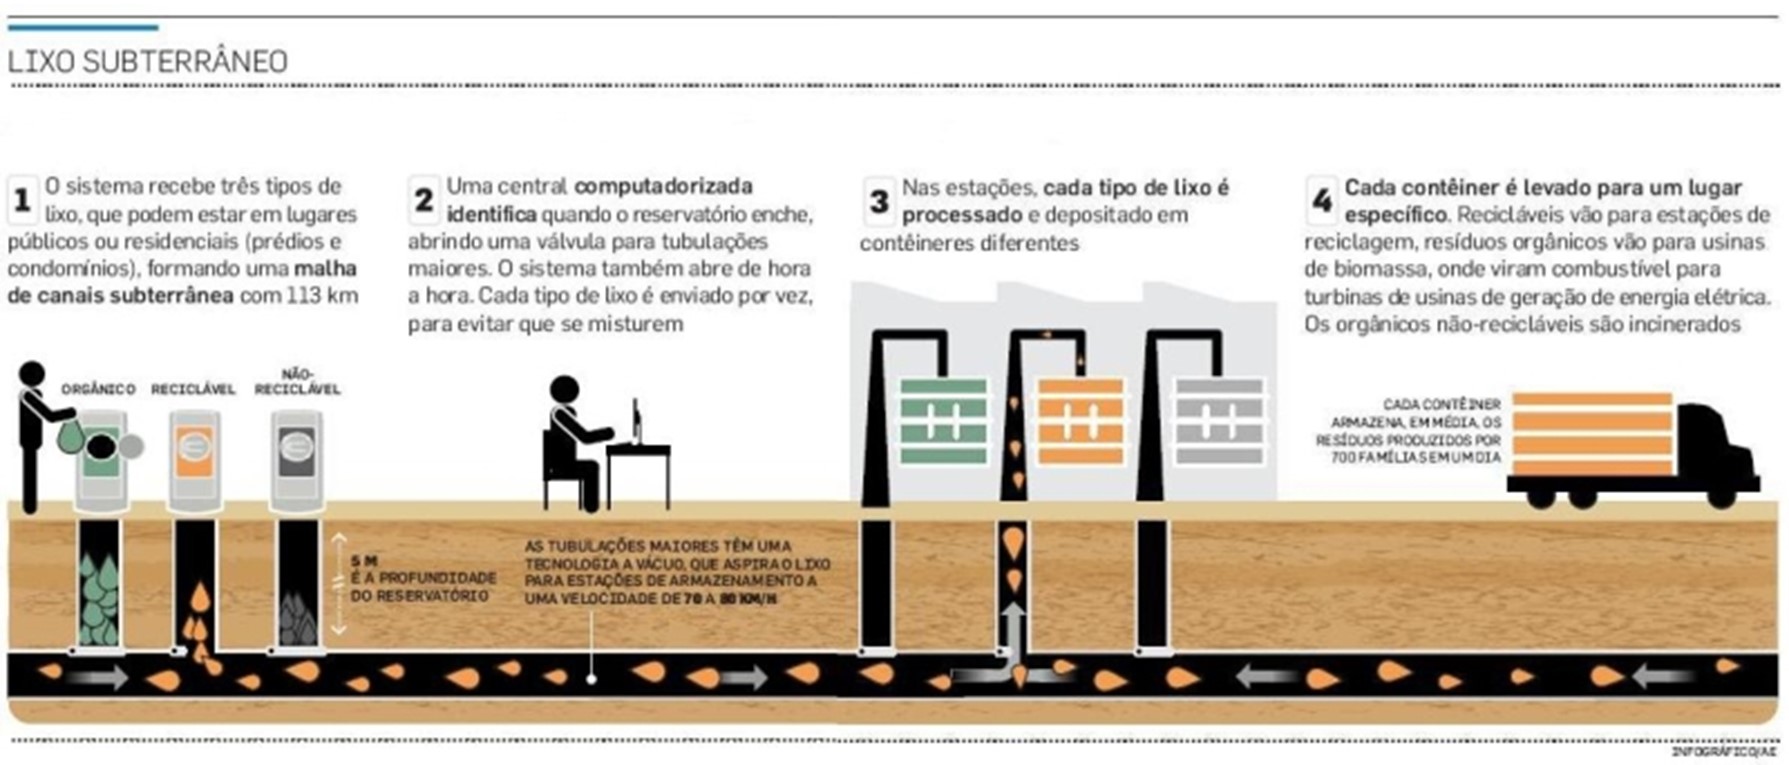 LIXO SUBTERRÂNEO
1
O sistema recebe três tipos de
lixo, que podem estar em lugares
públicos ou residenciais (prédios e
condomínios), formando uma malha
de canais subterrânea com 113 km
2
Uma central computadorizada
identifica quando o reservatório enche,
abrindo uma válvula para tubulações
maiores. O sistema também abre de hora
a hora. Cada tipo de lixo é enviado por vez,
para evitar que se misturem
3
Nas estações, cada tipo de lixo é
processado e depositado em
contêineres diferentes
4
Cada contêiner é levado para um lugar
específico. Recicláveis vão para estações de
reciclagem, resíduos orgânicos vão para usinas
de biomassa, onde viram combustível para
turbinas de usinas de geração de energia elétrica.
Os orgânicos não-recicláveis são incinerados
ORGÂNICO
RECICLÁVEL
NÃO-
RECICLÁVEL
CADA CONTÊINER
ARMAZENA, EM MÉDIA, OS
RESÍDUOS PRODUZIDOS POR
700 FAMÍLIAS EM UM DIA
5 M
É A PROFUNDIDADE
DO RESERVATÓRIO
AS TUBULAÇÕES MAIORES TÊM UMA
TECNOLOGIA A VÁCUO, QUE ASPIRA O LIXO
PARA ESTAÇÕES DE ARMAZENAMENTO A
UMA VELOCIDADE DE 70 A 80 KM/H
INFOGRÁFICO/AE